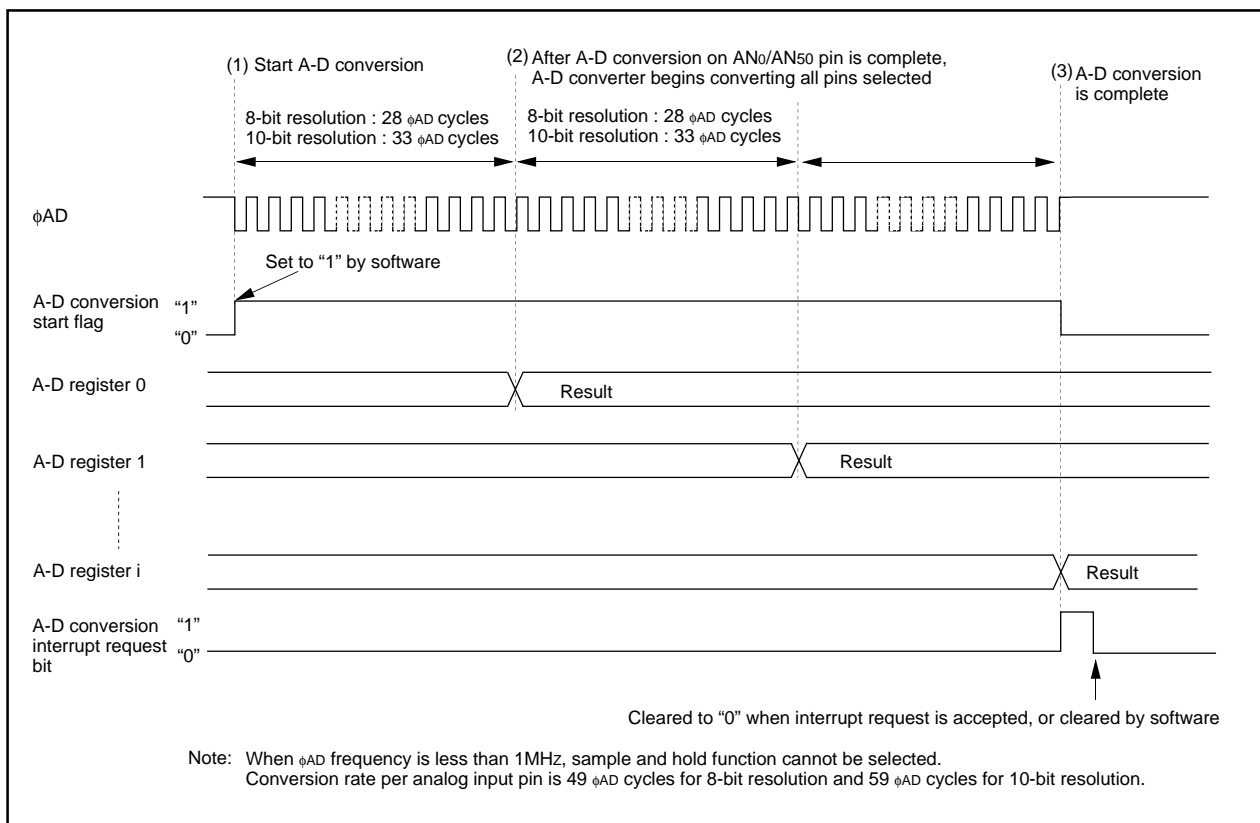 (1) Start A-D conversion
(2) After A-D conversion on AN0/AN50 pin is complete,
A-D converter begins converting all pins selected
(3) A-D conversion
is complete
8-bit resolution : 28 ϕAD cycles
10-bit resolution : 33 ϕAD cycles
8-bit resolution : 28 ϕAD cycles
10-bit resolution : 33 ϕAD cycles
ϕAD
Set to “1” by software
A-D conversion
start flag
“1”
“0”
A-D register 0
Result
A-D register 1
Result
A-D register i
Result
A-D conversion
interrupt request
bit
“1”
“0”
Cleared to “0” when interrupt request is accepted, or cleared by software
Note: When ϕAD frequency is less than 1MHz, sample and hold function cannot be selected.
Conversion rate per analog input pin is 49 ϕAD cycles for 8-bit resolution and 59 ϕAD cycles for 10-bit resolution.